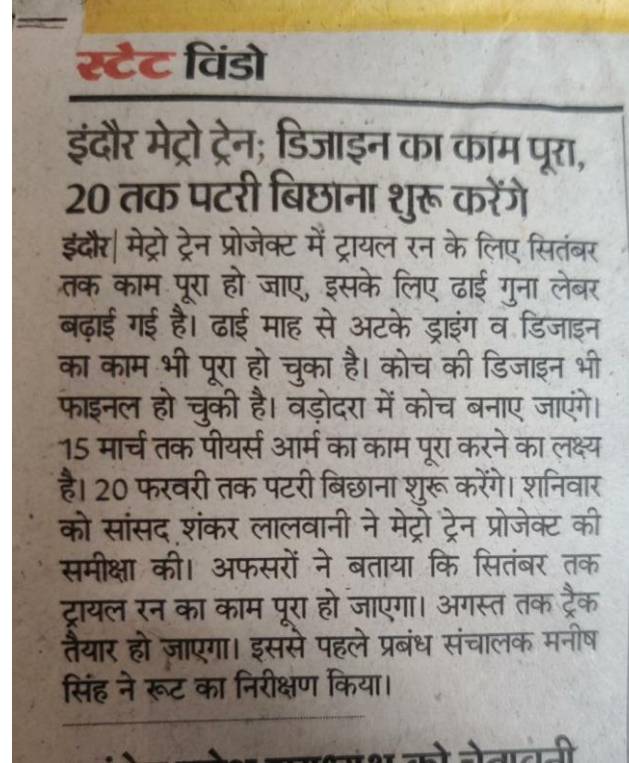 स्टेट विंडो
इंदौर मेट्रो ट्रेन; डिजाइन का काम पूरा,
20 तक पटरी बिछाना शुरू करेंगे
इंदौर| मेट्रो ट्रेन प्रोजेक्ट में ट्रायल रन के लिए सितंबर
तक काम पूरा हो जाए, इसके लिए ढाई गुना लेबर
बढ़ाई गई है। ढाई माह से अटके ड्राइंग व डिजाइन
का काम भी पूरा हो चुका है। कोच की डिजाइन भी
फाइनल हो चुकी है। वड़ोदरा में कोच बनाए जाएंगे।
15 मार्च तक पीयर्स आर्म का काम पूरा करने का लक्ष्य
है। 20 फरवरी तक पटरी बिछाना शुरू करेंगे। शनिवार
को सांसद शंकर लालवानी ने मेट्रो ट्रेन प्रोजेक्ट की
समीक्षा की। अफसरों ने बताया कि सितंबर तक
ट्रायल रन का काम पूरा हो जाएगा। अगस्त तक ट्रैक
तैयार हो जाएगा। इससे पहले प्रबंध संचालक मनीष
सिंह ने रूट का निरीक्षण किया।
को चेतावनी